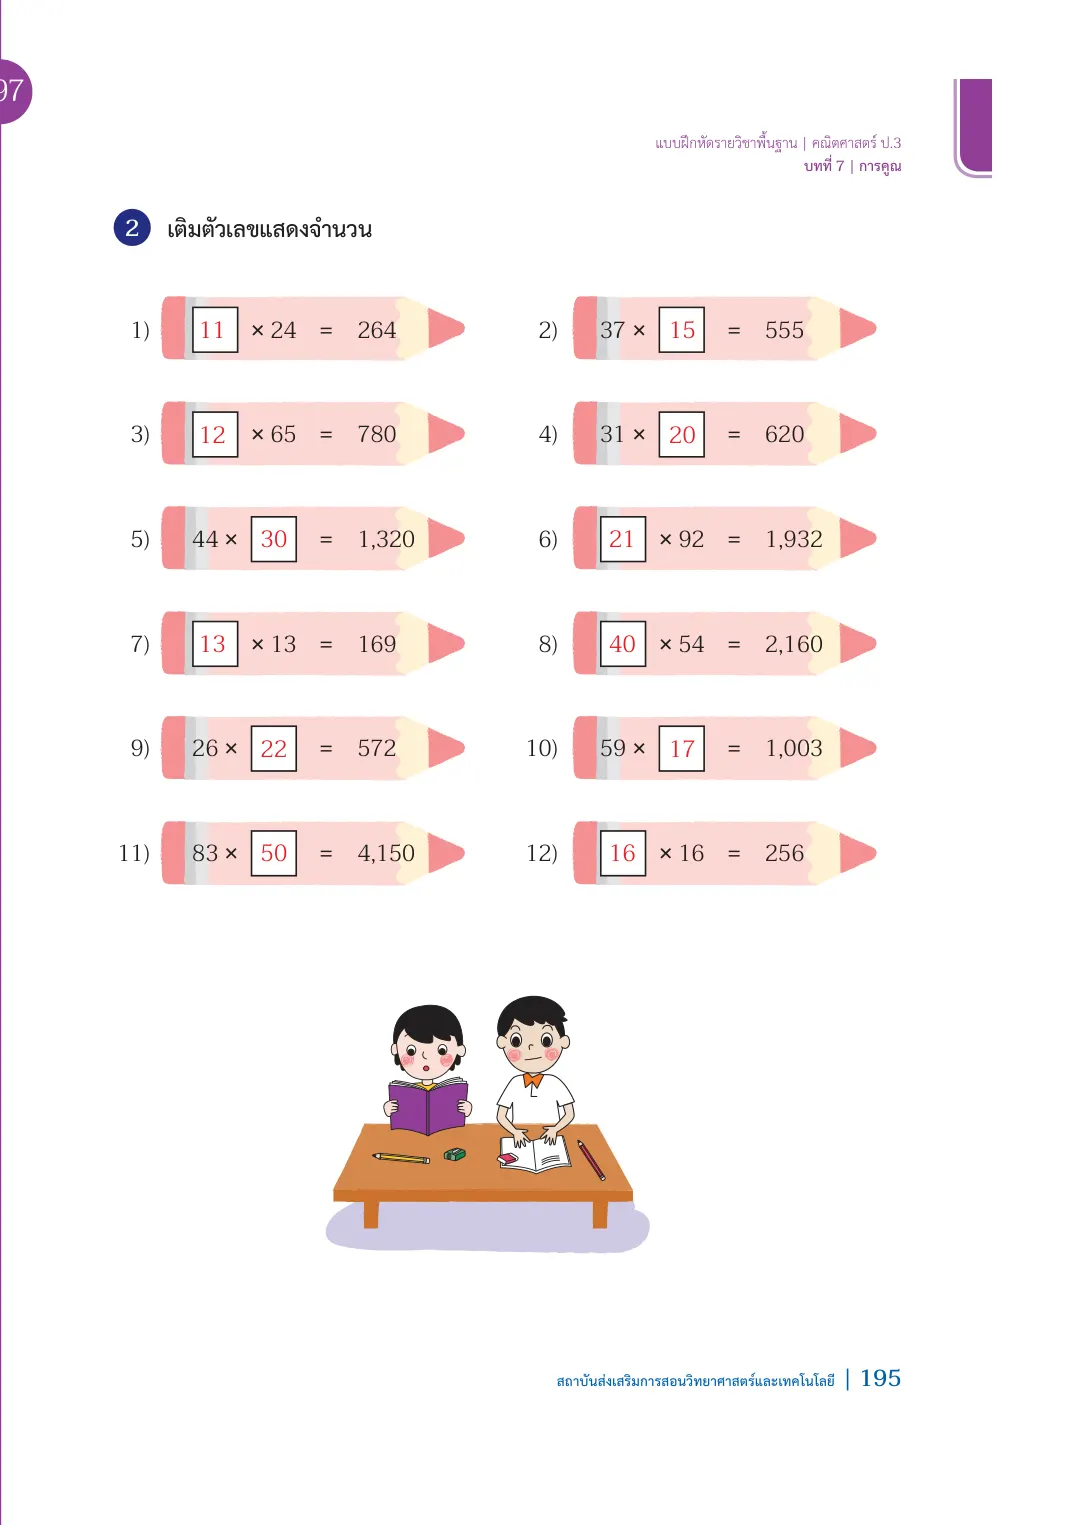 97
แบบฝึกหัดรายวิชาพื้นฐาน | คณิตศาสตร์ ป.3
บทที่ 7 | การคูณ
2 เติมตัวเลขแสดงจำนวน
1) 11 × 24 = 264
2) 37 × 15 = 555
3) 12 × 65 = 780
4) 31 × 20 = 620
5) 44 × 30 = 1,320
6) 21 × 92 = 1,932
7) 13 × 13 = 169
8) 40 × 54 = 2,160
9) 26 × 22 = 572
10) 59 × 17 = 1,003
11) 83 × 50 = 4,150
12) 16 × 16 = 256
สถาบันส่งเสริมการสอนวิทยาศาสตร์และเทคโนโลยี | 195